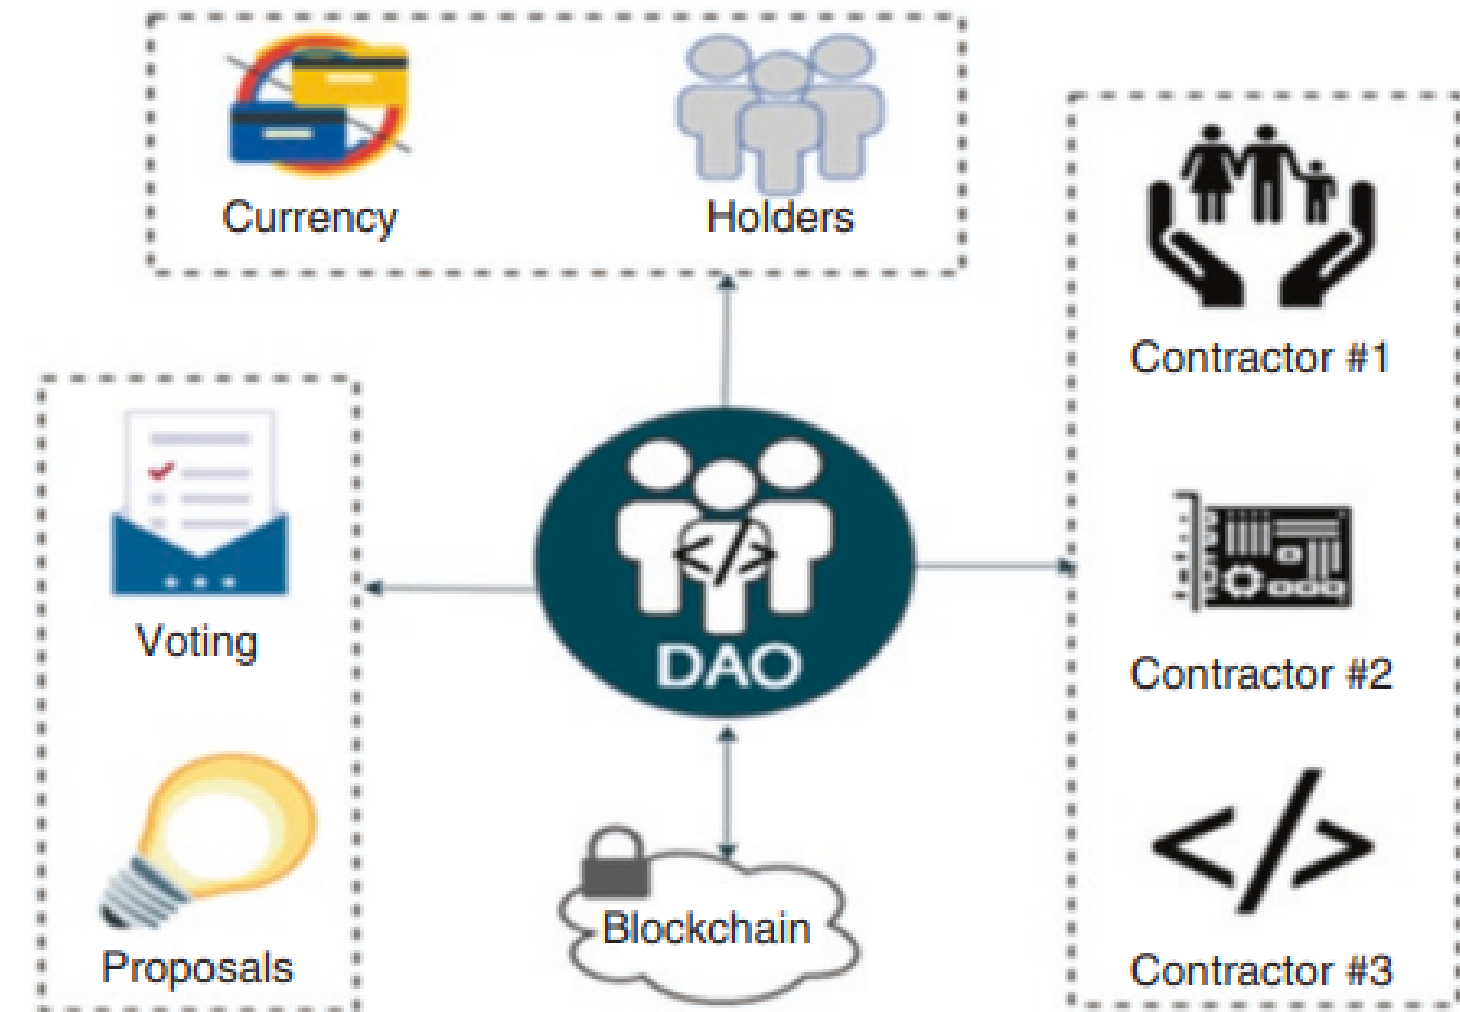 Currency
Holders
Contractor #1
Voting
</>
DAO
Contractor #2
Proposals
Blockchain
</>
Contractor #3